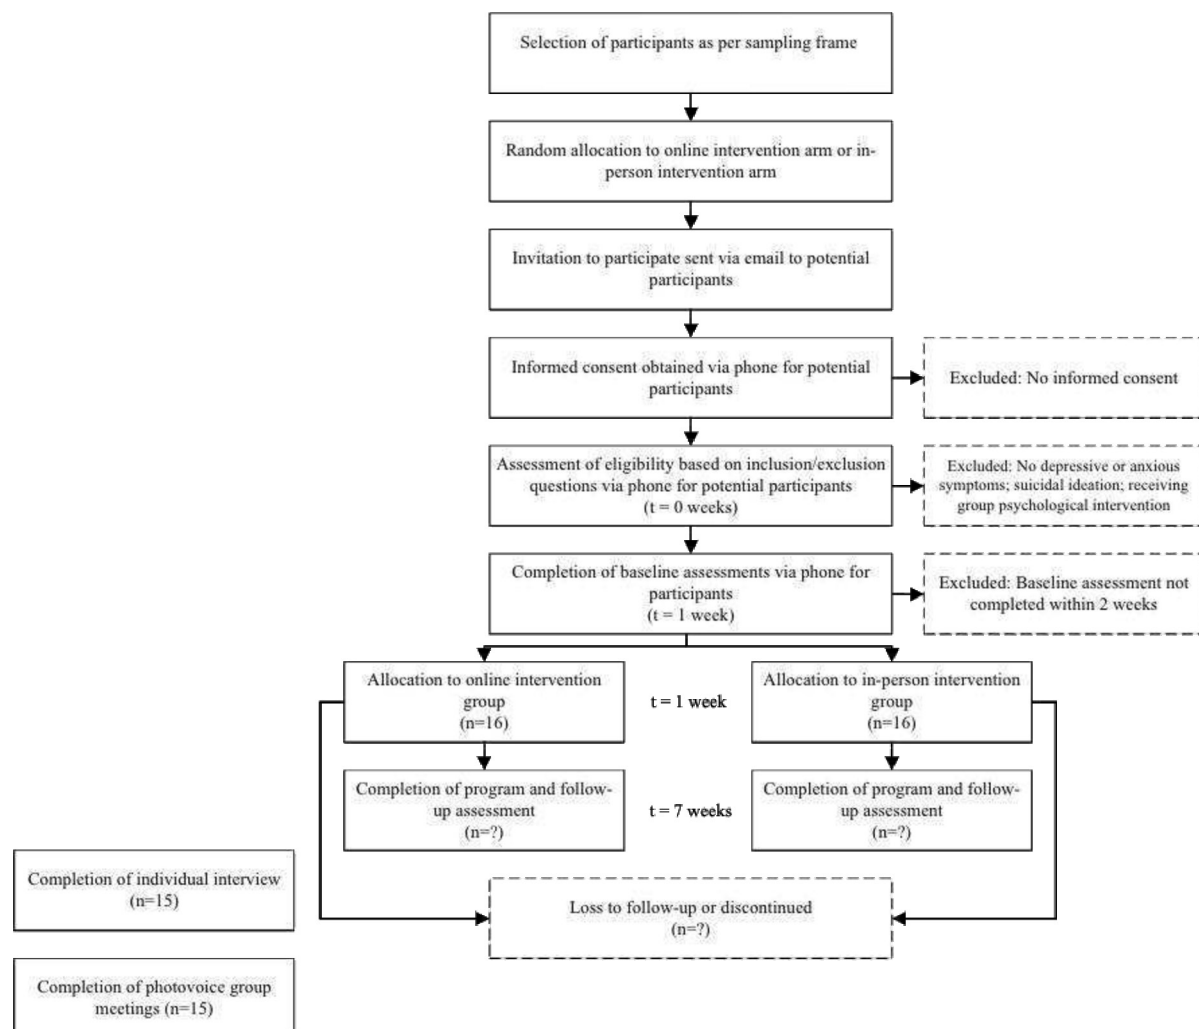 Selection of participants as per sampling frame
Random allocation to online intervention arm or in-
person intervention arm
Invitation to participate sent via email to potential
participants
Informed consent obtained via phone for potential
participants
Excluded: No informed consent
Assessment of eligibility based on inclusion/exclusion
questions via phone for potential participants
(t = 0 weeks)
Excluded: No depressive or anxious
symptoms; suicidal ideation; receiving
group psychological intervention
Completion of baseline assessments via phone for
participants
(t = 1 week)
Excluded: Baseline assessment not
completed within 2 weeks
Allocation to online intervention
group
(n=16)
t = 1 week
Allocation to in-person intervention
group
(n=16)
Completion of program and follow-
up assessment
(n=?)
t = 7 weeks
Completion of program and follow-
up assessment
(n=?)
Completion of individual interview
(n=15)
Loss to follow-up or discontinued
(n=?)
Completion of photovoice group
meetings (n=15)